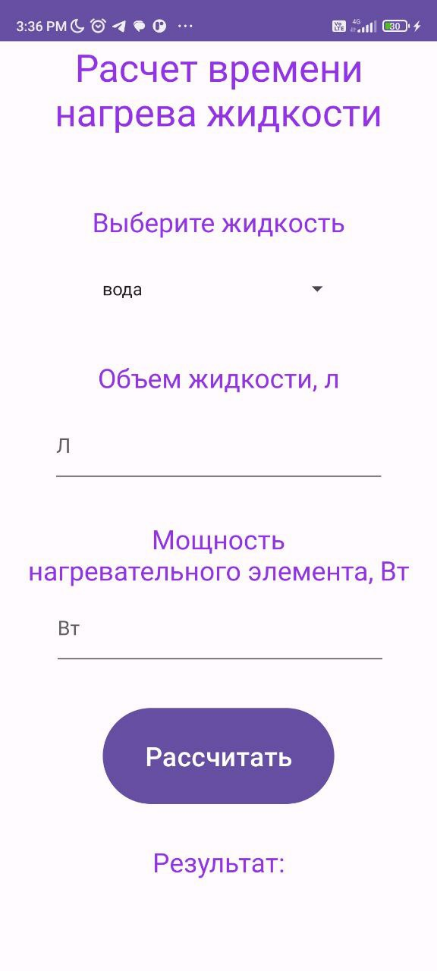 3:36 PM
4G
30
Расчет времени
нагрева жидкости
Выберите жидкость
вода
Объем жидкости, л
Л
Мощность
нагревательного элемента, Вт
Вт
Рассчитать
Результат: